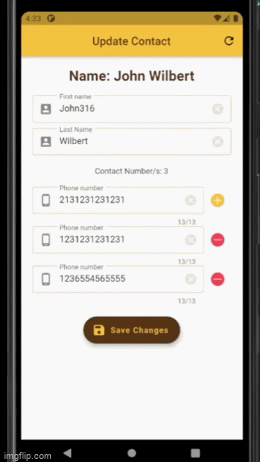 4:33
Update Contact
Name: John Wilbert
First name
John316
Last Name
Wilbert
Contact Number/s: 3
Phone number
2131231231231
13/13
Phone number
1231231231231
13/13
Phone number
1236554565555
13/13
Save Changes
imgflip.com